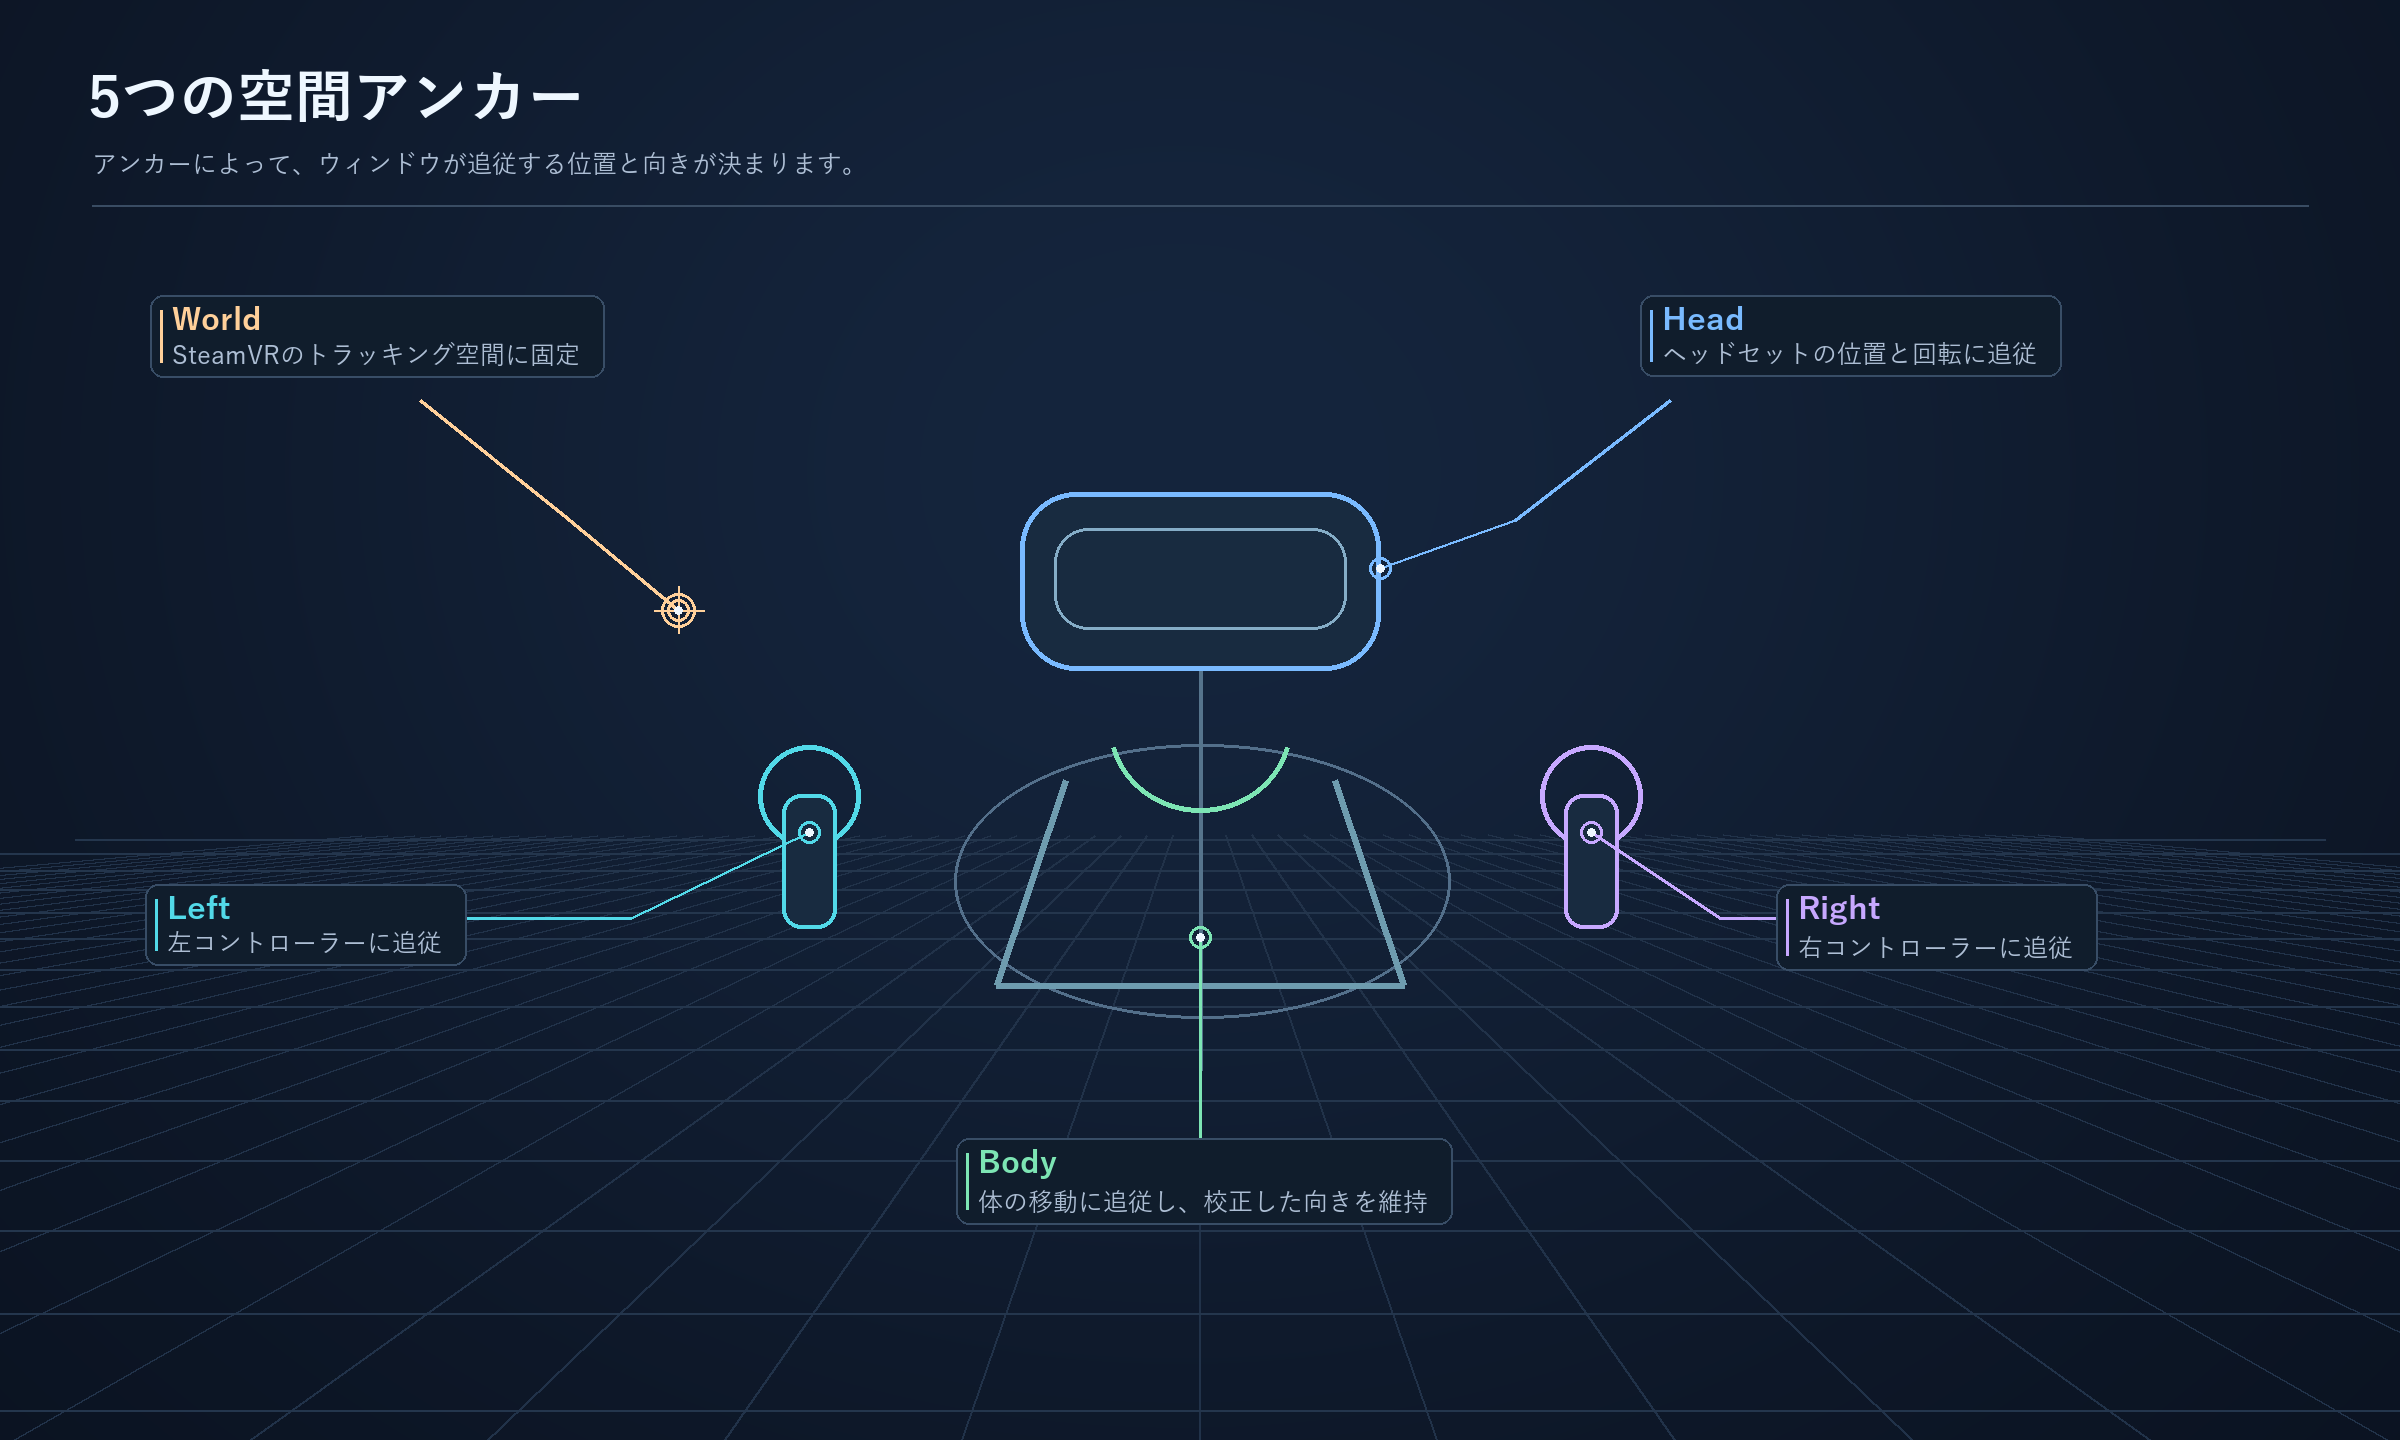 5つの空間アンカー
アンカーによって、ウィンドウが追従する位置と向きが決まります。
World
SteamVRのトラッキング空間に固定
Head
ヘッドセットの位置と回転に追従
Left
左コントローラーに追従
Right
右コントローラーに追従
Body
体の移動に追従し、校正した向きを維持